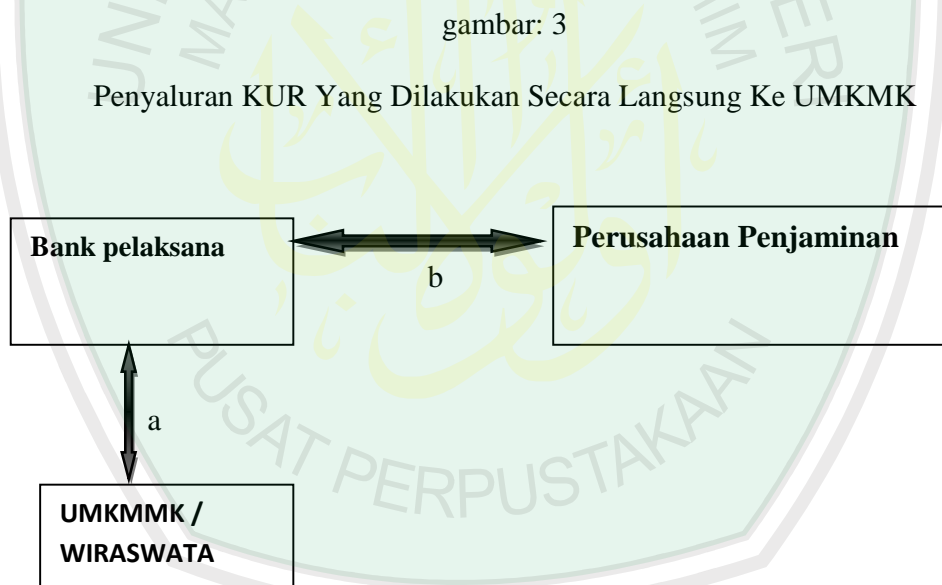 gambar: 3
Penyaluran KUR Yang Dilakukan Secara Langsung Ke UMKMK
Bank pelaksana
Perusahaan Penjaminan
b
a
UMKMMK /
WIRASWATA
PUSAT PERPUSTAKAAN